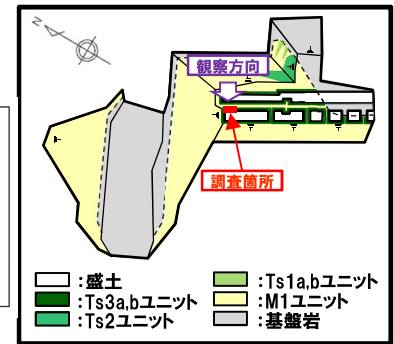 N
観察方向
調査箇所
:盛土
:Ts1a,bユニット
:Ts3a,bユニット
:M1ユニット
:Ts2ユニット
:基盤岩